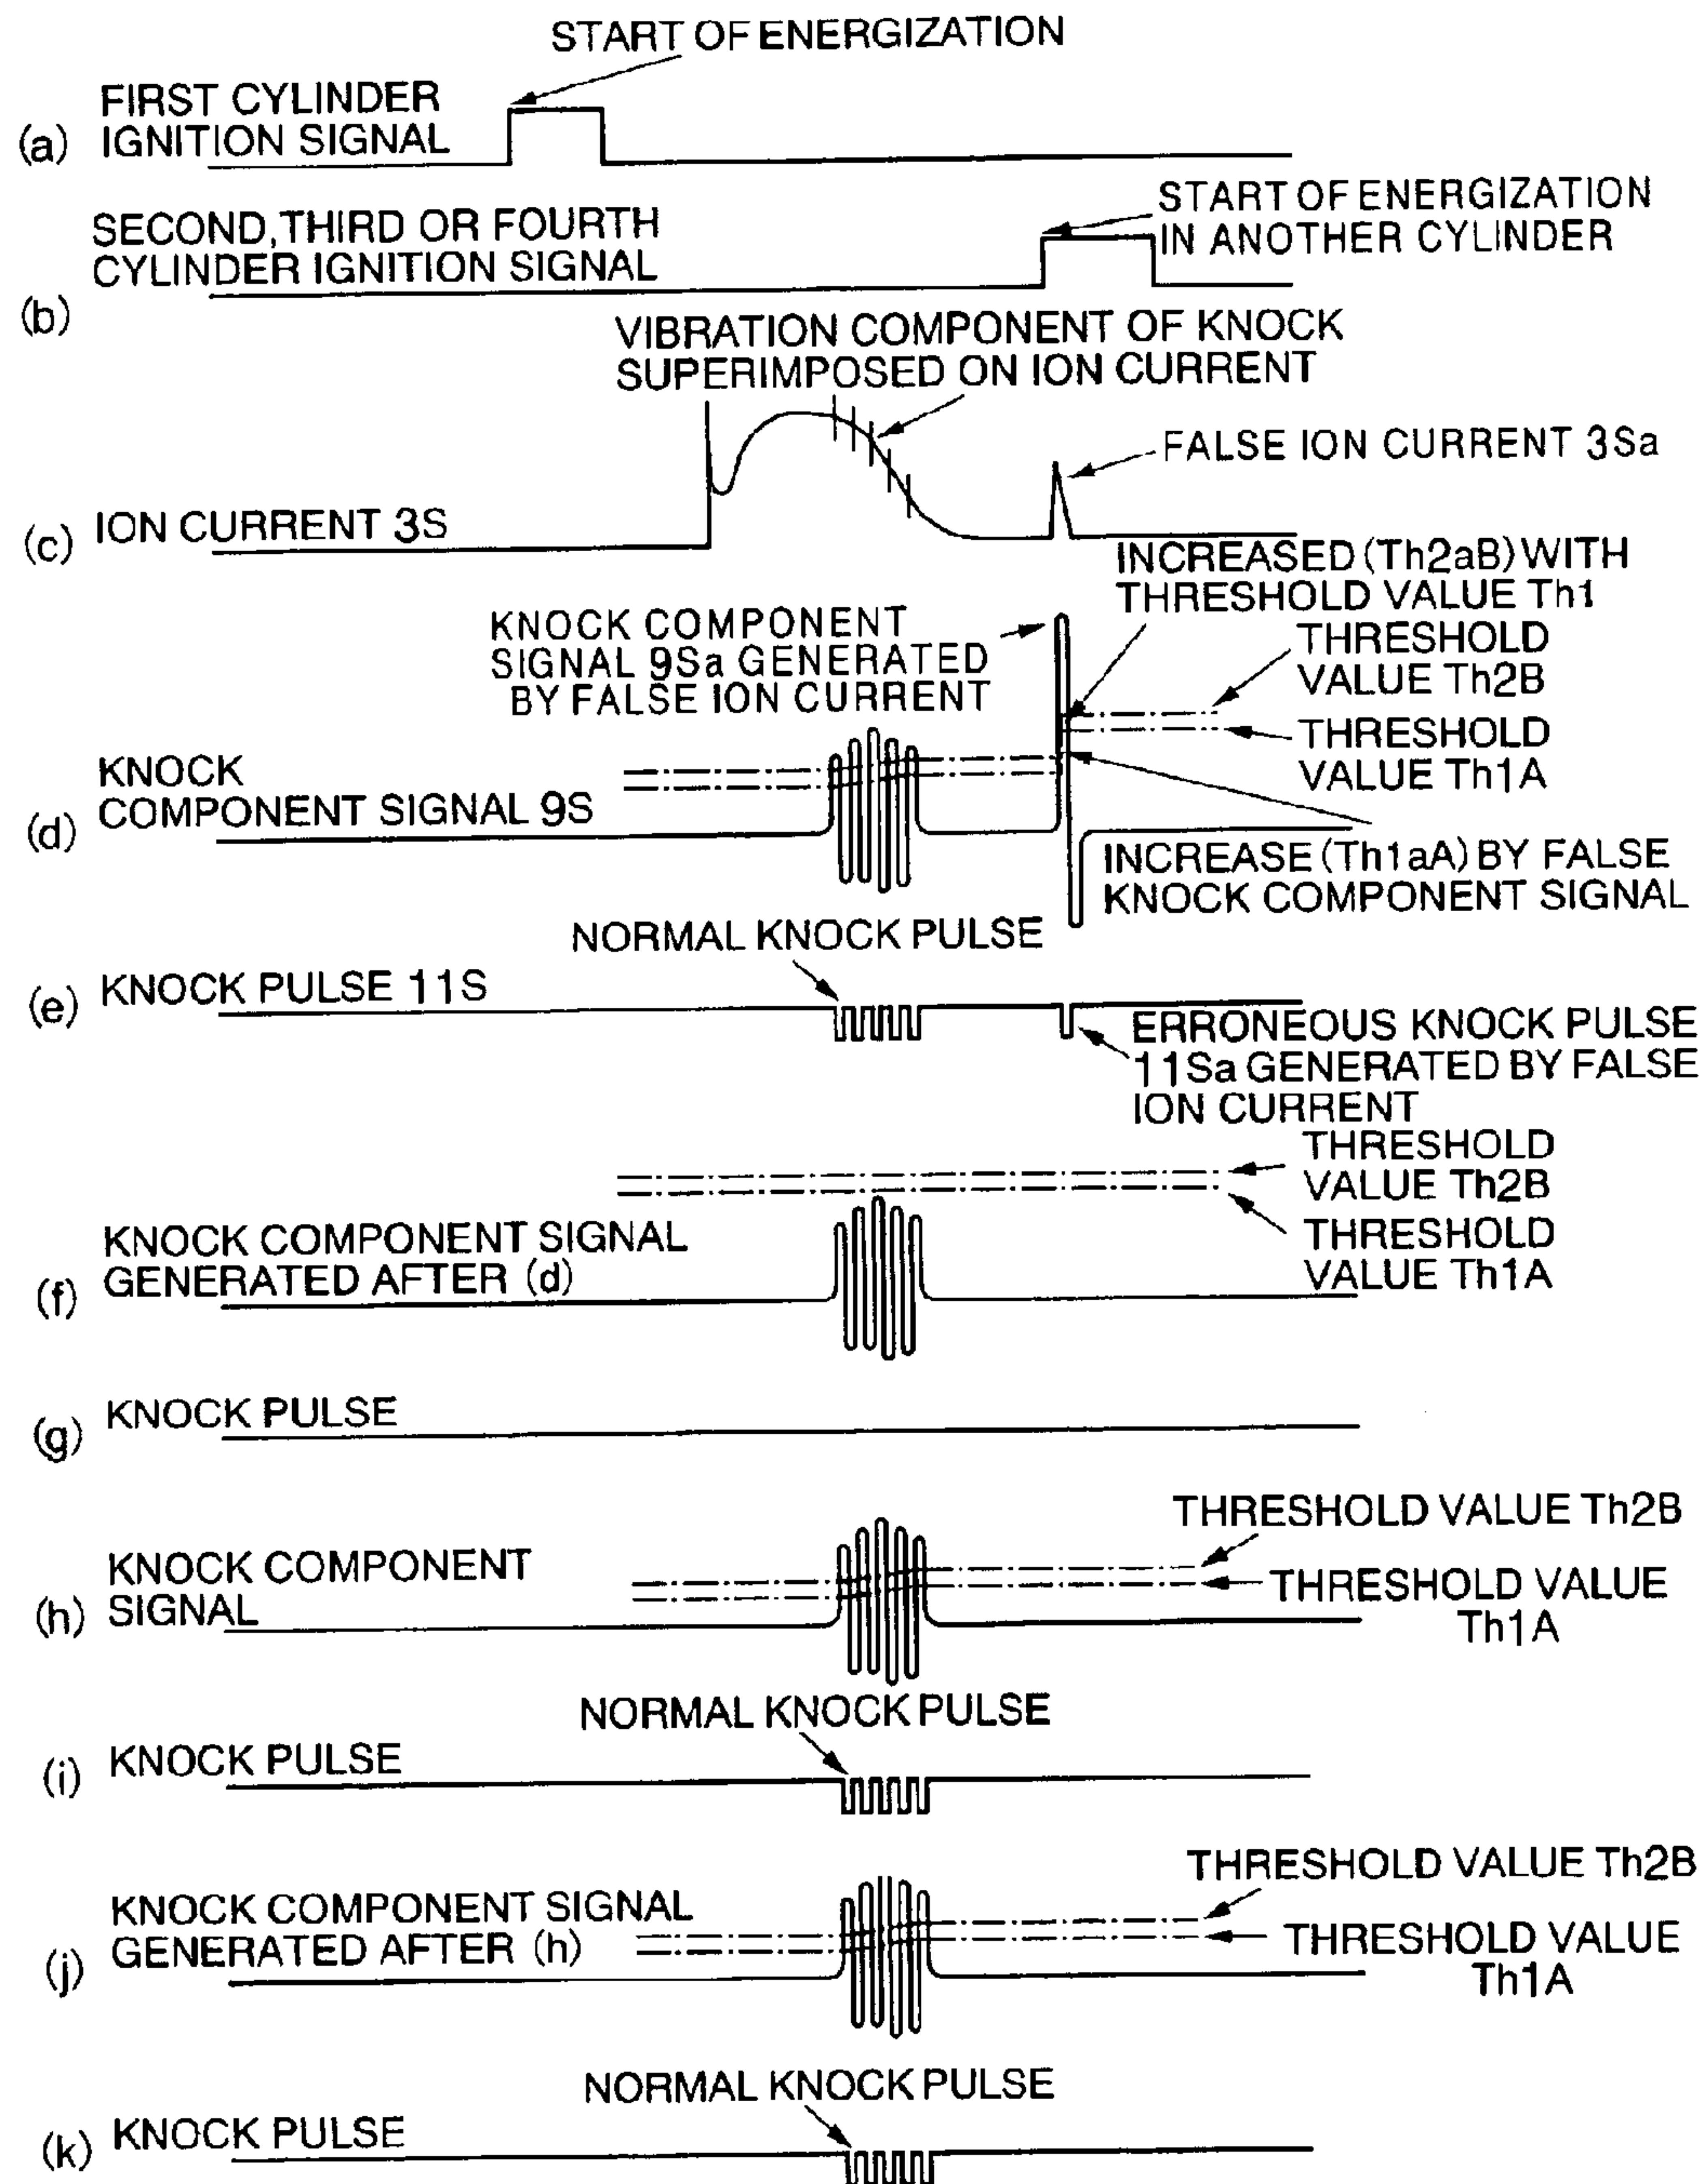 START OF ENERGIZATION
(a) FIRST CYLINDER
IGNITION SIGNAL
(b) SECOND, THIRD OR FOURTH
CYLINDER IGNITION SIGNAL
START OF ENERGIZATION
IN ANOTHER CYLINDER
VIBRATION COMPONENT OF KNOCK
SUPERIMPOSED ON ION CURRENT
FALSE ION CURRENT 3Sa
(c) ION CURRENT 3S
INCREASED (Th2aB) WITH
THRESHOLD VALUE Th1
KNOCK COMPONENT
SIGNAL 9Sa GENERATED
BY FALSE ION CURRENT
THRESHOLD
VALUE Th2B
THRESHOLD
VALUE Th1A
(d) KNOCK
COMPONENT SIGNAL 9S
INCREASE (Th1aA) BY FALSE
KNOCK COMPONENT SIGNAL
NORMAL KNOCK PULSE
(e) KNOCK PULSE 11S
ERRONEOUS KNOCK PULSE
11Sa GENERATED BY FALSE
ION CURRENT
THRESHOLD
VALUE Th2B
THRESHOLD
VALUE Th1A
(f) KNOCK COMPONENT SIGNAL
GENERATED AFTER (d)
(g) KNOCK PULSE
THRESHOLD VALUE Th2B
THRESHOLD VALUE
Th1A
(h) KNOCK COMPONENT
SIGNAL
NORMAL KNOCK PULSE
(i) KNOCK PULSE
THRESHOLD VALUE Th2B
THRESHOLD VALUE
Th1A
(j) KNOCK COMPONENT SIGNAL
GENERATED AFTER (h)
NORMAL KNOCK PULSE
(k) KNOCK PULSE